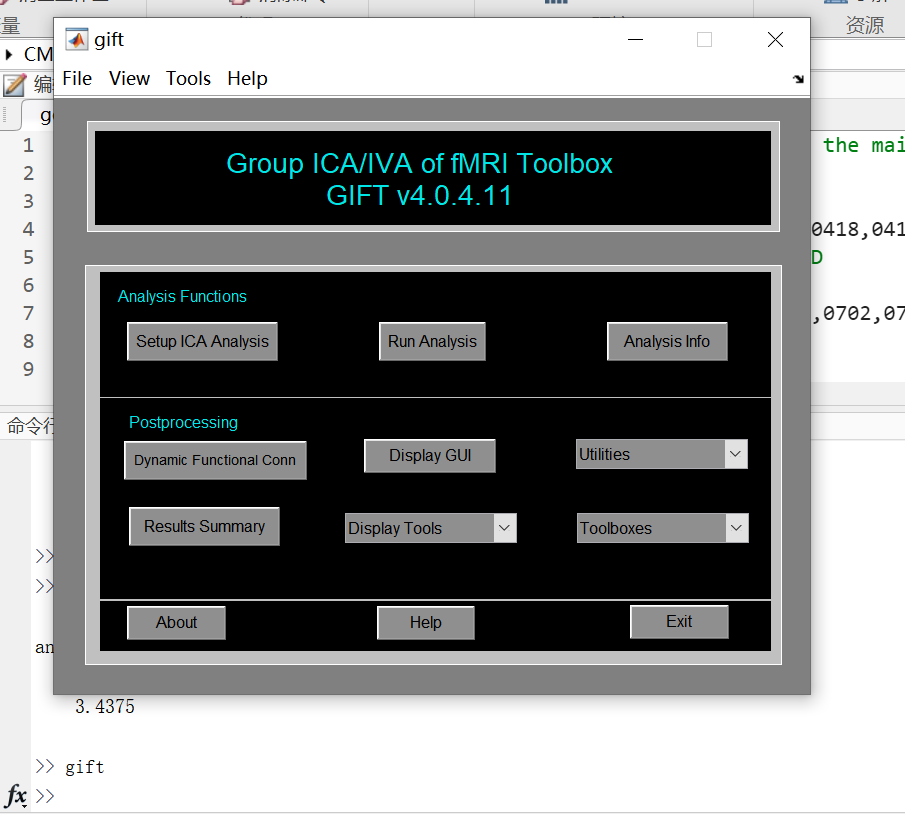 量
资源
gift
CM
File View Tools Help
编
g
1 the mai
2
3
4 0418,041
5 D
6
7 ,0702,07
8
9
Group ICA/IVA of fMRI Toolbox
GIFT v4.0.4.11
Analysis Functions
Setup ICA Analysis Run Analysis Analysis Info
命令行
Postprocessing
Dynamic Functional Conn Display GUI Utilities
Results Summary Display Tools Toolboxes
>>
>>
About Help Exit
an
3.4375
>> gift
fx >>